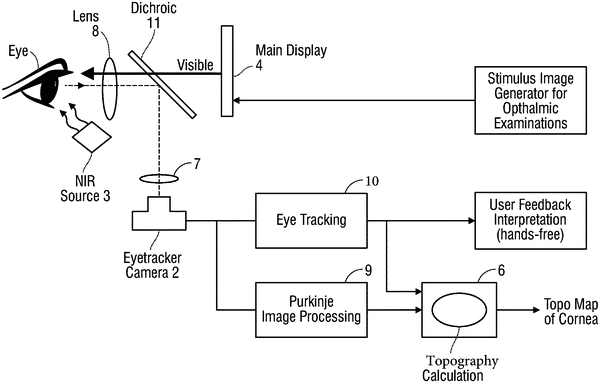 Dichroic
11
Lens
8
Eye
Visible
Main Display
4
Stimulus Image
Generator for
Opthalmic
Examinations
NIR
Source 3
7
Eyetracker
Camera 2
10
Eye Tracking
User Feedback
Interpretation
(hands-free)
9
Purkinje
Image Processing
6
Topography
Calculation
Topo Map
of Cornea